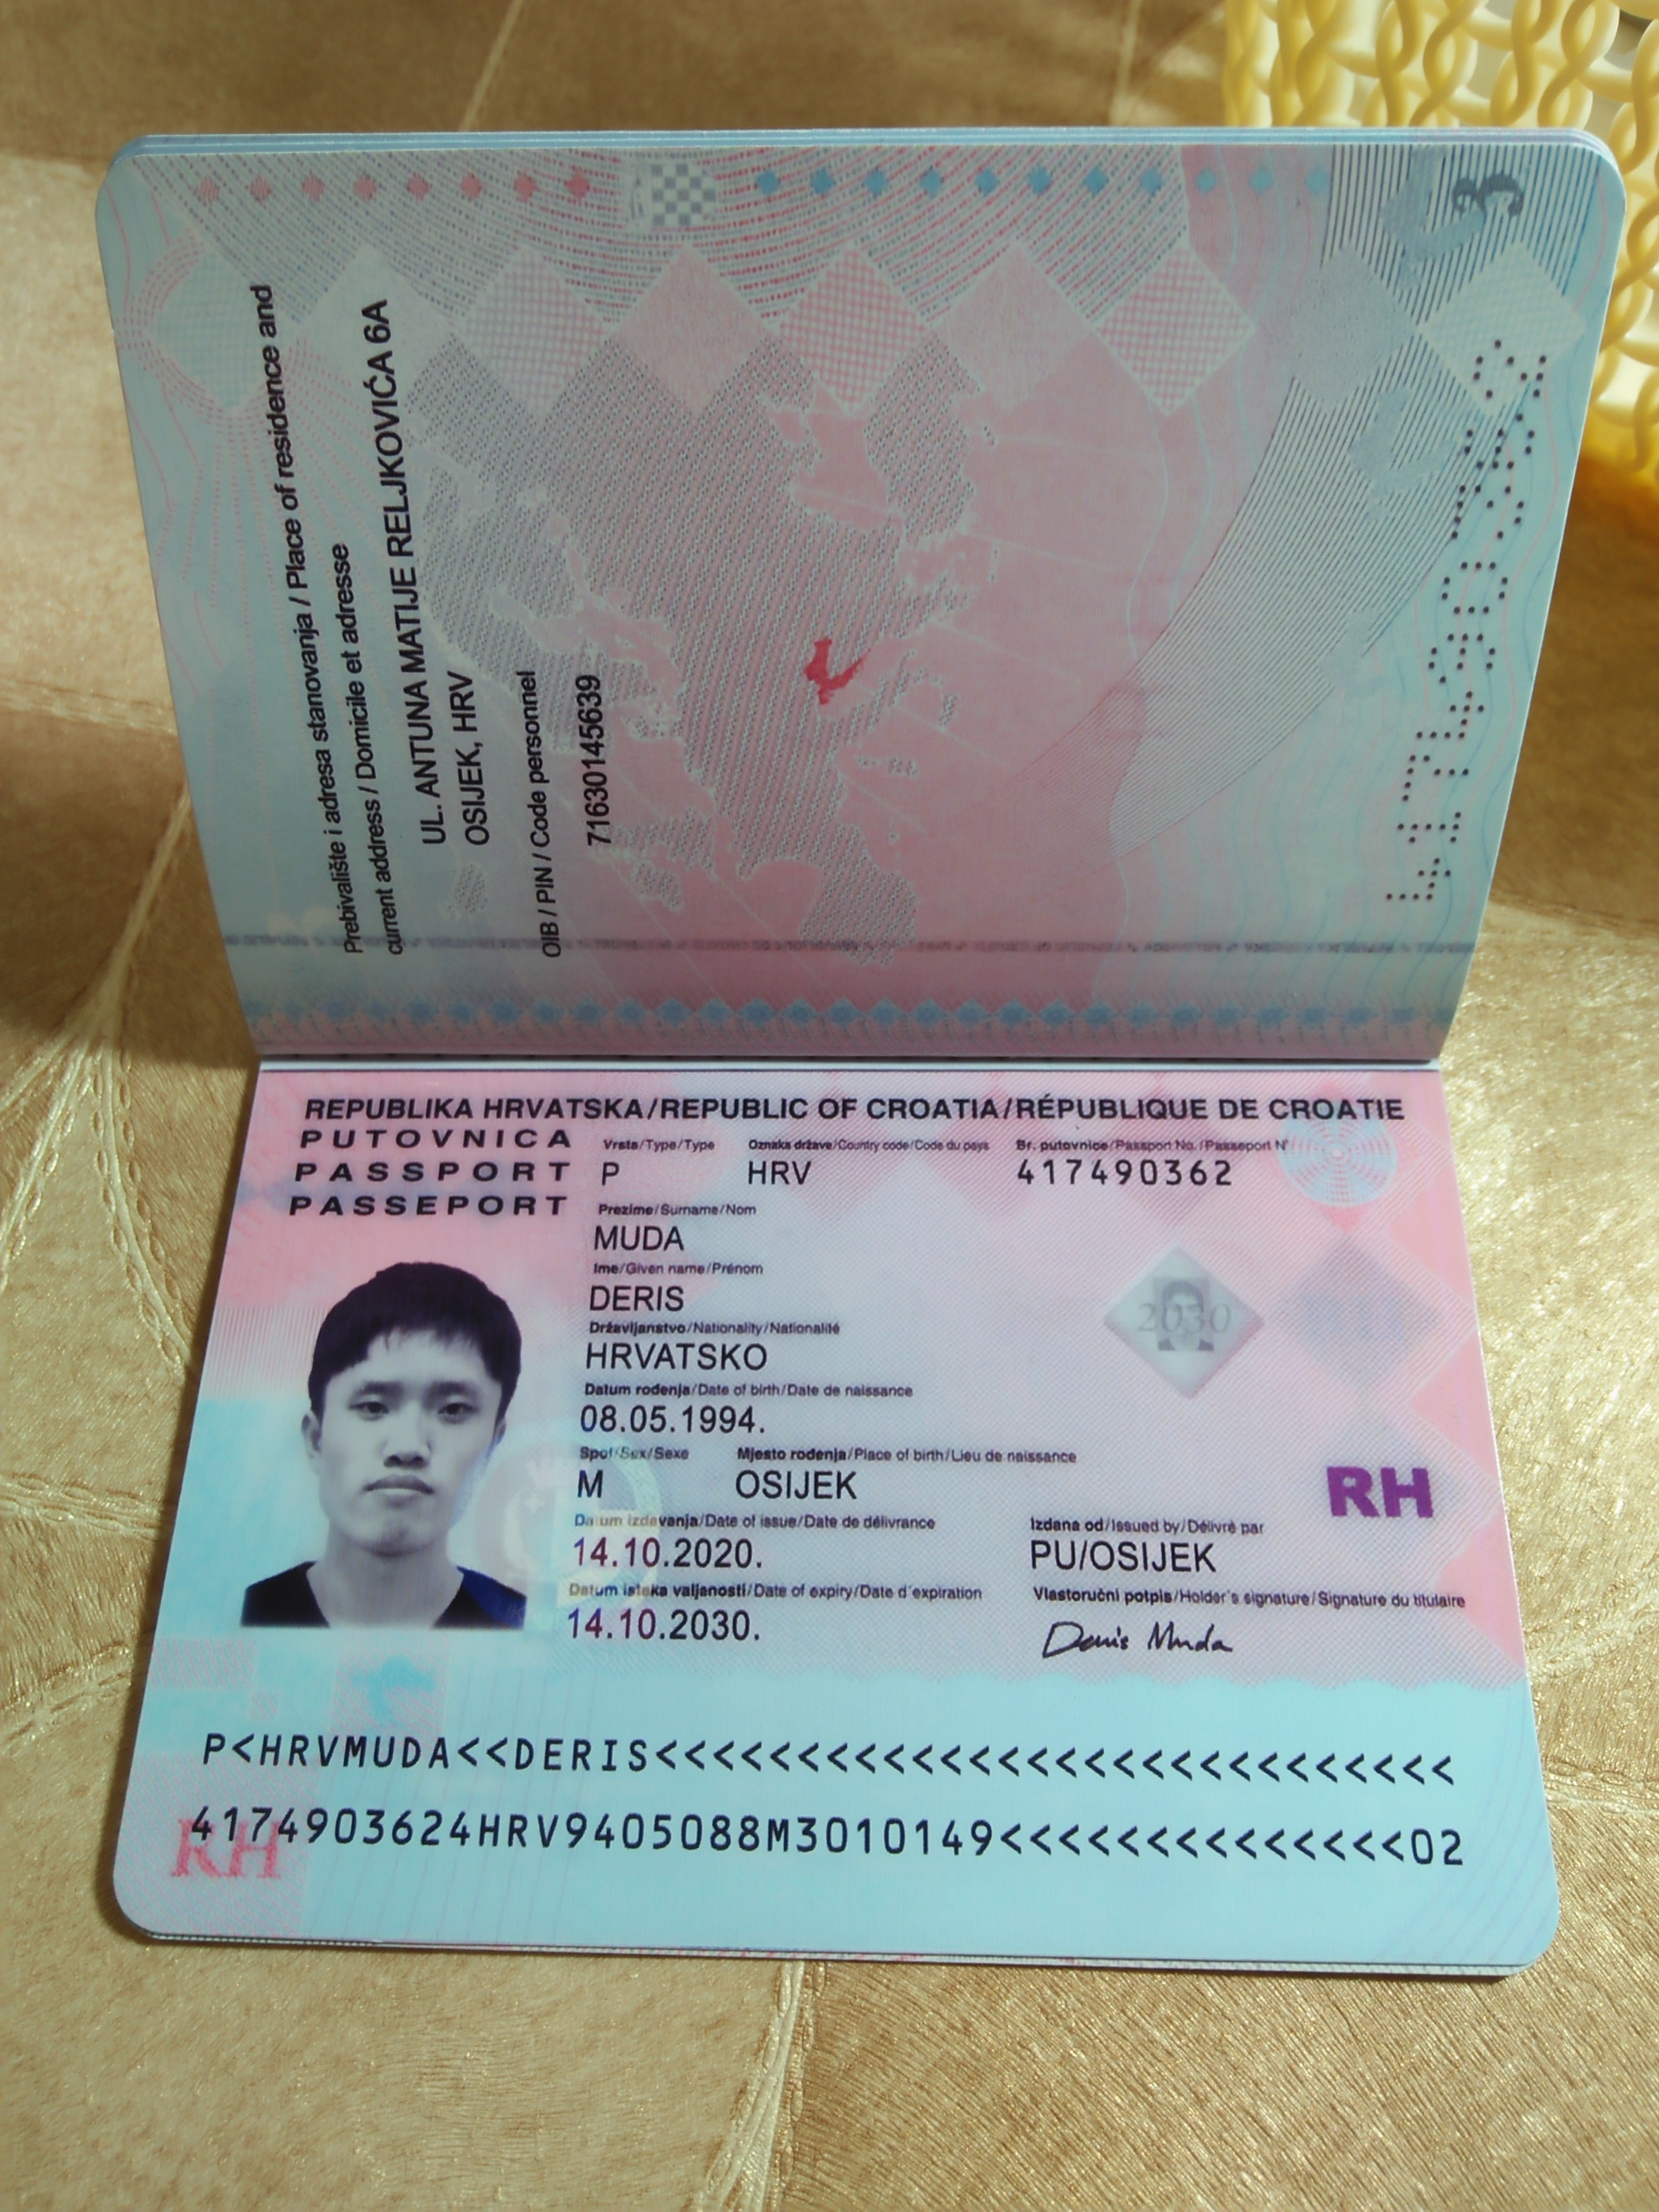 3
Prebivalište i adresa stanovanja / Place of residence and
current address / Domicile et adresse
UL. ANTUNA MATIJE RELJKOVIĆA 6A
OSIJEK, HRV
OIB / PIN / Code personnel
71630145639
REPUBLIKA HRVATSKA/REPUBLIC OF CROATIA/RÉPUBLIQUE DE CROATIE
PUTOVNICA
PASSPORT
PASSEPORT
Vrsta/Type/Type Oznaka države/Country code/Code du pays Br. putovnice/Passport No./Passeport N°
P HRV 417490362
Prezime/Surname/Nom
MUDA
Ime/Given name/Prénom
DERIS
Državljanstvo/Nationality/Nationalité
HRVATSKO
2030
Datum rođenja/Date of birth/Date de naissance
08.05.1994.
Spol/Sex/Sexe Mjesto rođenja/Place of birth/Lieu de naissance
M OSIJEK
RH
Datum izdavanja/Date of issue/Date de délivrance Izdana od/Issued by/Délivré par
14.10.2020. PU/OSIJEK
Datum isteka valjanosti/Date of expiry/Date d'expiration Vlastoručni potpis/Holder's signature/Signature du titulaire
14.10.2030. Deris Muda
P<HRVMUDA<<DERIS<<<<<<<<<<<<<<<<<<<<<<<<<<<<
4174903624HRV9405088M3010149<<<<<<<<<<<<<<02
RH